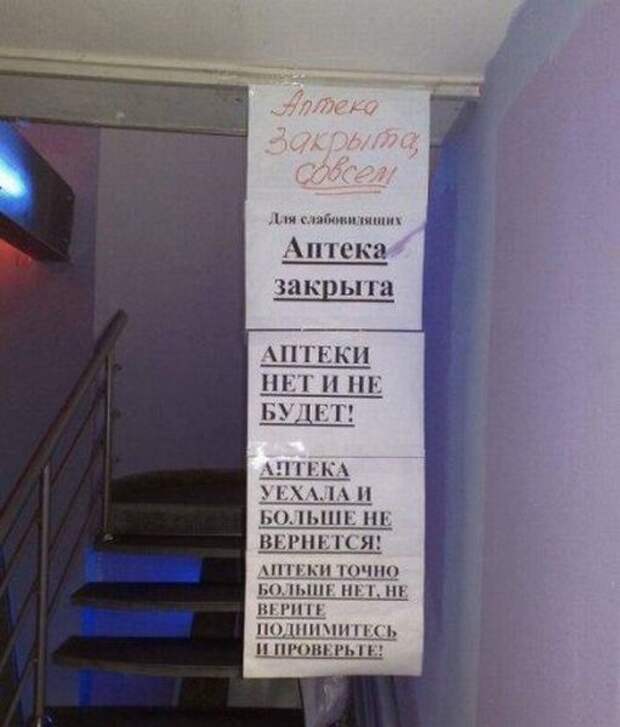 Аптека
закрыта,
совсем
Для слабовидящих
Аптека
закрыта
АПТЕКИ
НЕТ И НЕ
БУДЕТ!
АПТЕКА
УЕХАЛА И
БОЛЬШЕ НЕ
ВЕРНЕТСЯ!
АПТЕКИ ТОЧНО
БОЛЬШЕ НЕТ, НЕ
ВЕРИТЕ
ПОДНИМИТЕСЬ
И ПРОВЕРЬТЕ!